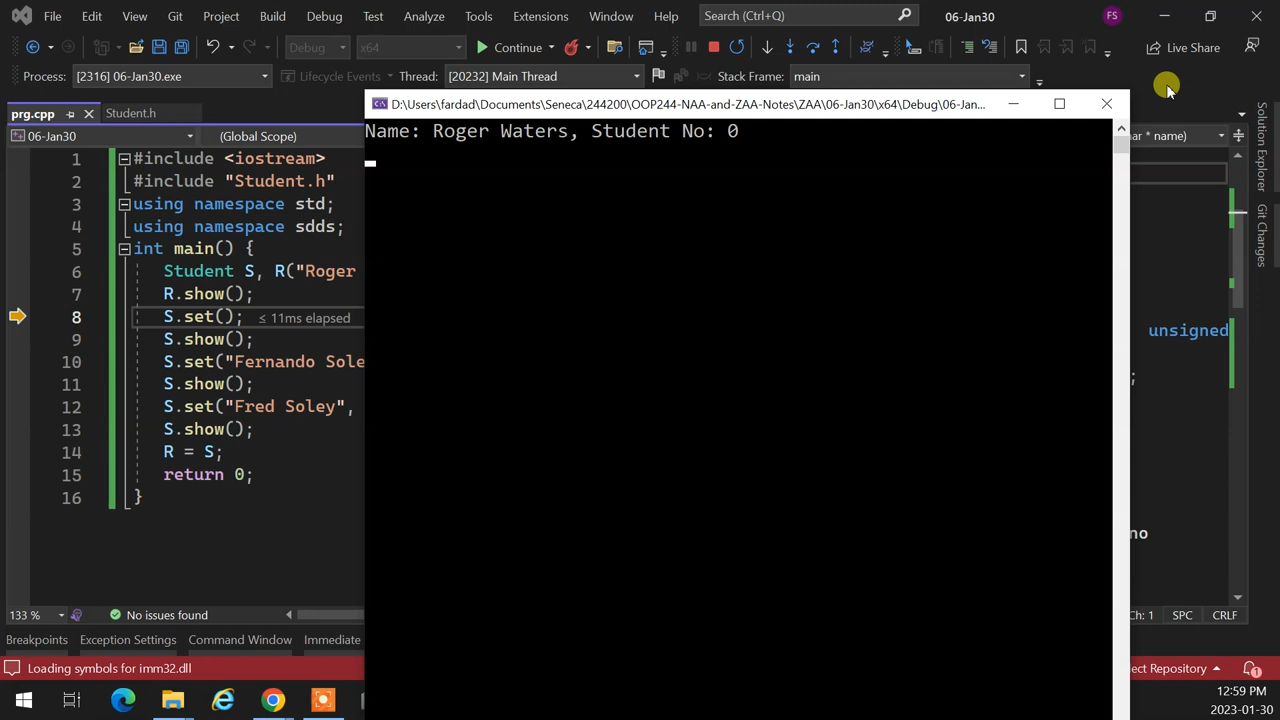 File Edit View Git Project Build Debug Test Analyze Tools Extensions Window Help Search (Ctrl+Q) 06-Jan30 FS
Debug x64 Continue Live Share
Process: [2316] 06-Jan30.exe Lifecycle Events Thread: [20232] Main Thread Stack Frame: main
prg.cpp Student.h
06-Jan30 (Global Scope)
D:\Users\fardad\Documents\Seneca\244200\OOP244-NAA-and-ZAA-Notes\ZAA\06-Jan30\x64\Debug\06-Jan...
Name: Roger Waters, Student No: 0
ar * name)
1 #include <iostream>
2 #include "Student.h"
3 using namespace std;
4 using namespace sdds;
5 int main() {
6 Student S, R("Roger
7 R.show();
8 S.set(); ≤ 11ms elapsed
9 S.show();
10 S.set("Fernando Sole
11 S.show();
12 S.set("Fred Soley",
13 S.show();
14 R = S;
15 return 0;
16 }
unsigned
;
no
Solution Explorer
Git Changes
133 % No issues found
Ch: 1 SPC CRLF
Breakpoints Exception Settings Command Window Immediate
Loading symbols for imm32.dll
ect Repository 1
12:59 PM
2023-01-30